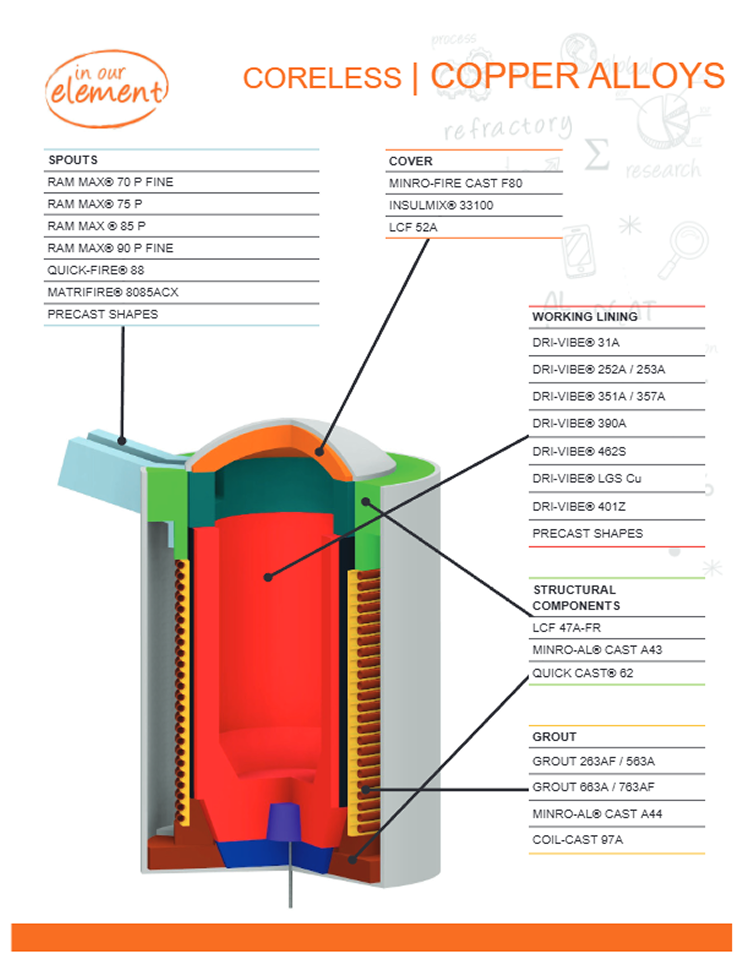 in our
element
CORELESS | COPPER ALLOYS
process
global
refractory
Σ
research
SPOUTS
RAM MAX® 70 P FINE
RAM MAX® 75 P
RAM MAX ® 85 P
RAM MAX® 90 P FINE
QUICK-FIRE® 88
MATRIFIRE® 8085ACX
PRECAST SHAPES
COVER
MINRO-FIRE CAST F80
INSULMIX® 33100
LCF 52A
WORKING LINING
DRI-VIBE® 31A
DRI-VIBE® 252A / 253A
DRI-VIBE® 351A / 357A
DRI-VIBE® 390A
DRI-VIBE® 462S
DRI-VIBE® LGS Cu
DRI-VIBE® 401Z
PRECAST SHAPES
STRUCTURAL
COMPONENTS
LCF 47A-FR
MINRO-AL® CAST A43
QUICK CAST® 62
GROUT
GROUT 263AF / 563A
GROUT 663A / 763AF
MINRO-AL® CAST A44
COIL-CAST 97A